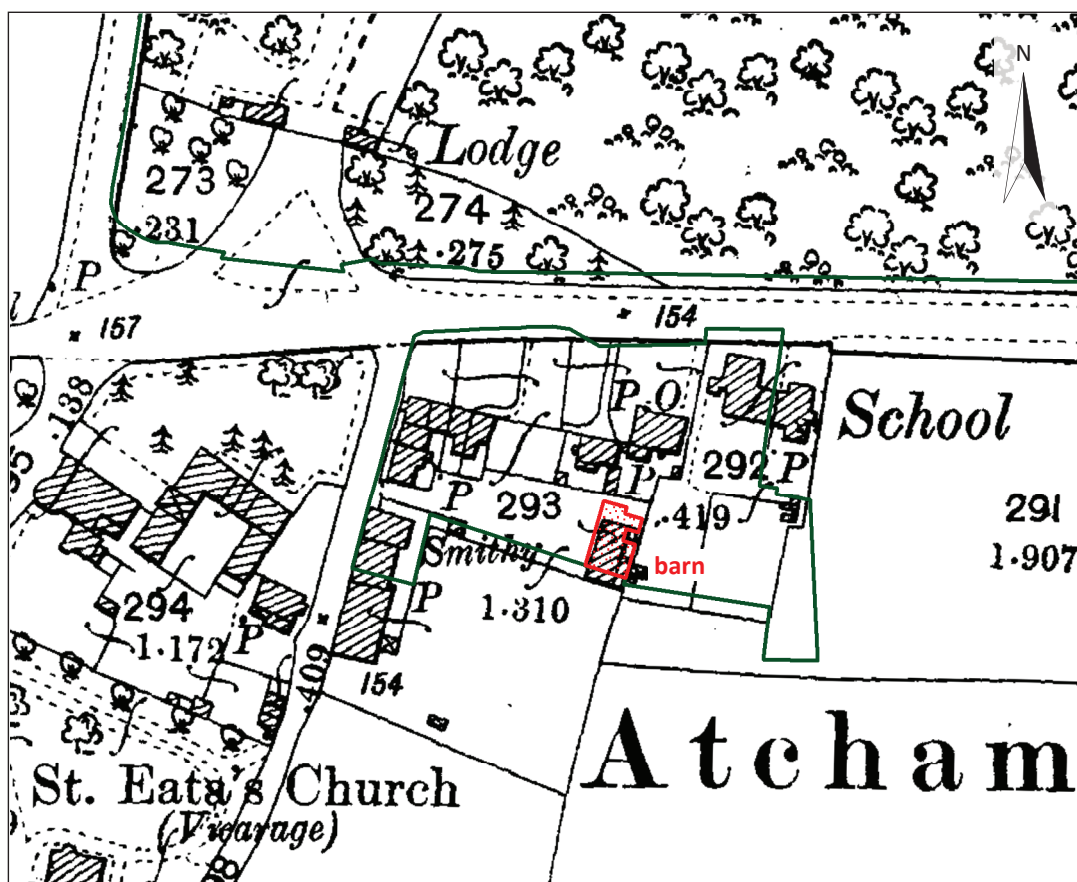 N
Lodge
273
·231
274
·275
P
157
154
·138
P.O.
School
292
P
P
·419
291
1·907
293
P
Smithy
barn
P
1·310
294
1·172
P
·409
154
Atcham
St. Eata's Church
(Vicarage)